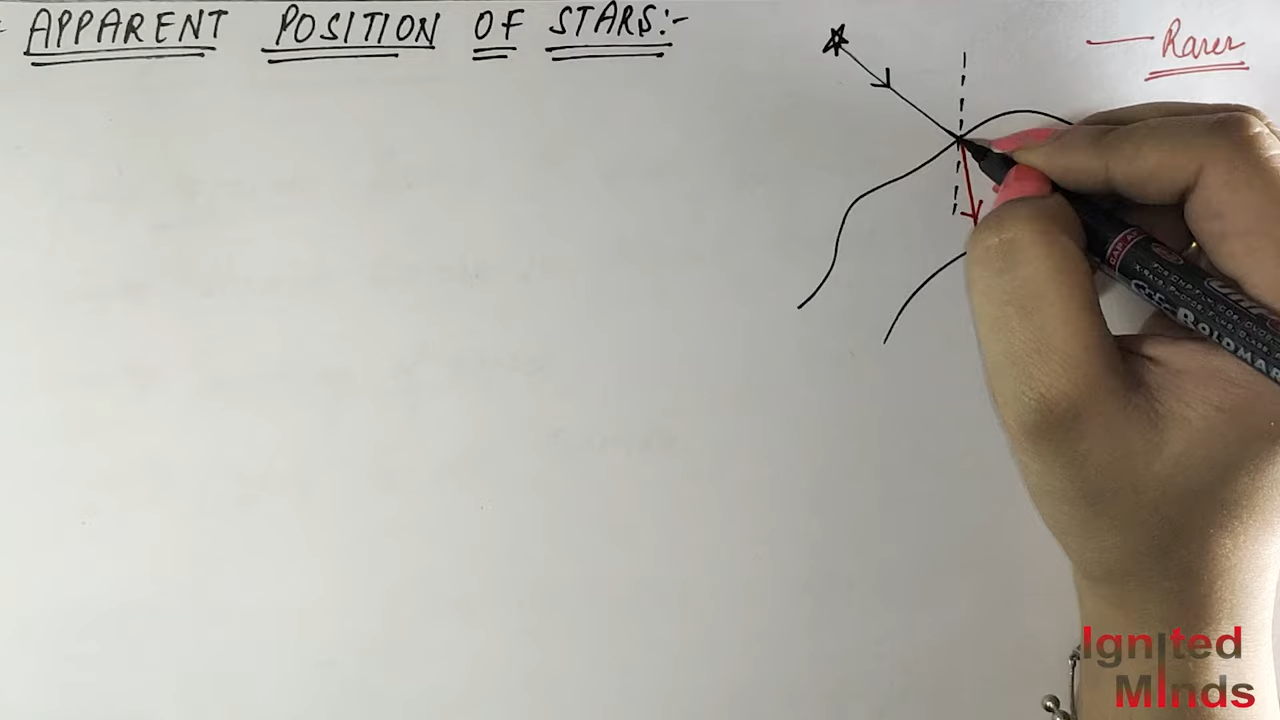 APPARENT POSITION OF STARS:-
Rarer
Ignited
Minds